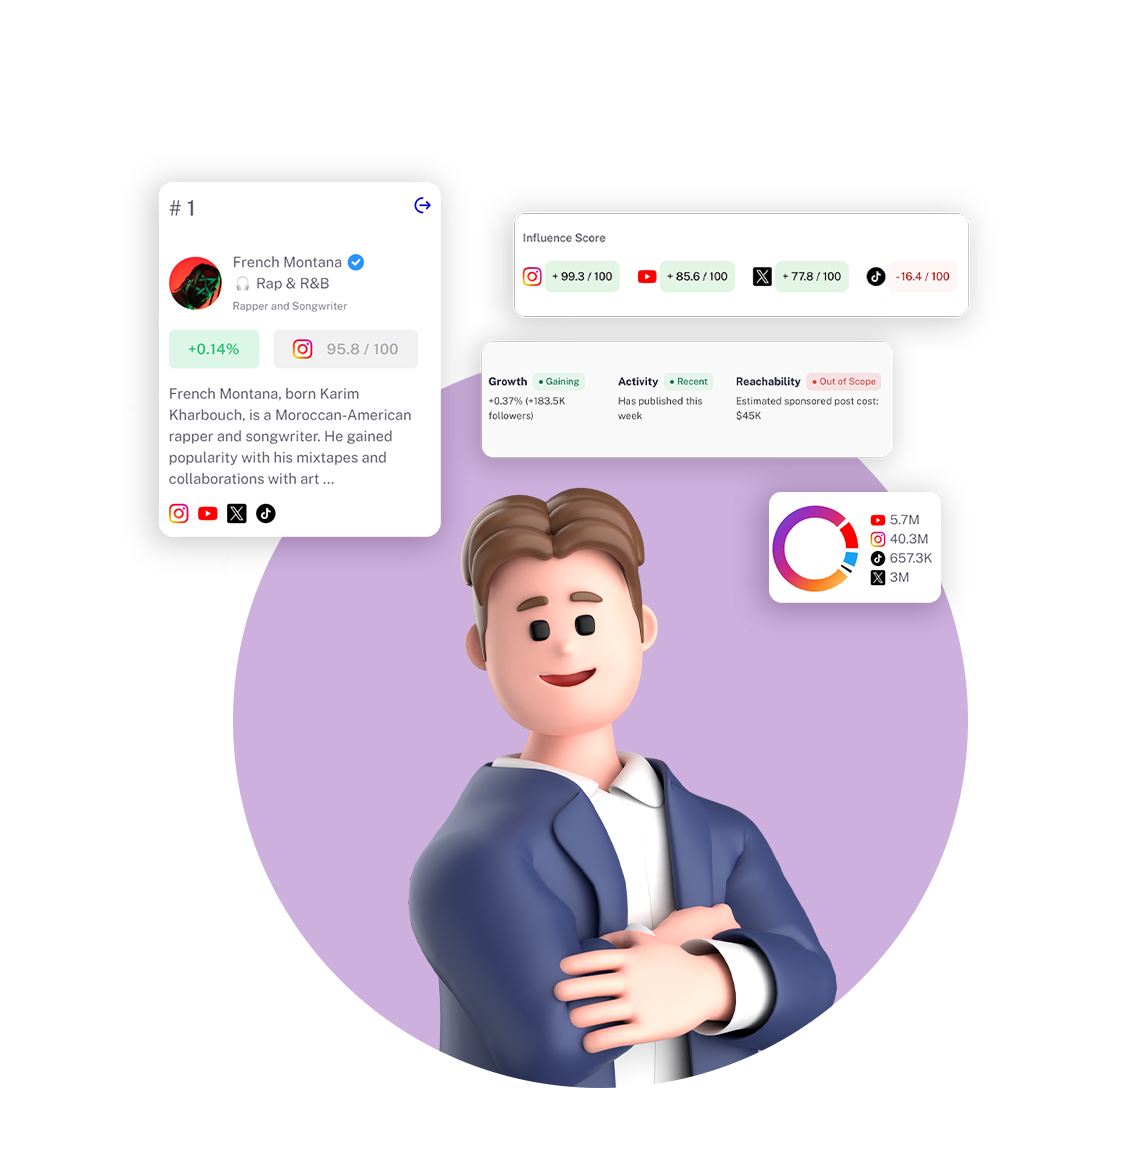 # 1
French Montana
Rap & R&B
Rapper and Songwriter
+0.14%
95.8 / 100
French Montana, born Karim
Kharbouch, is a Moroccan-American
rapper and songwriter. He gained
popularity with his mixtapes and
collaborations with art ...
Influence Score
+ 99.3 / 100
+ 85.6 / 100
+ 77.8 / 100
-16.4 / 100
Growth • Gaining
+0.37% (+183.5K
followers)
Activity • Recent
Has published this
week
Reachability • Out of Scope
Estimated sponsored post cost:
$45K
5.7M
40.3M
657.3K
3M